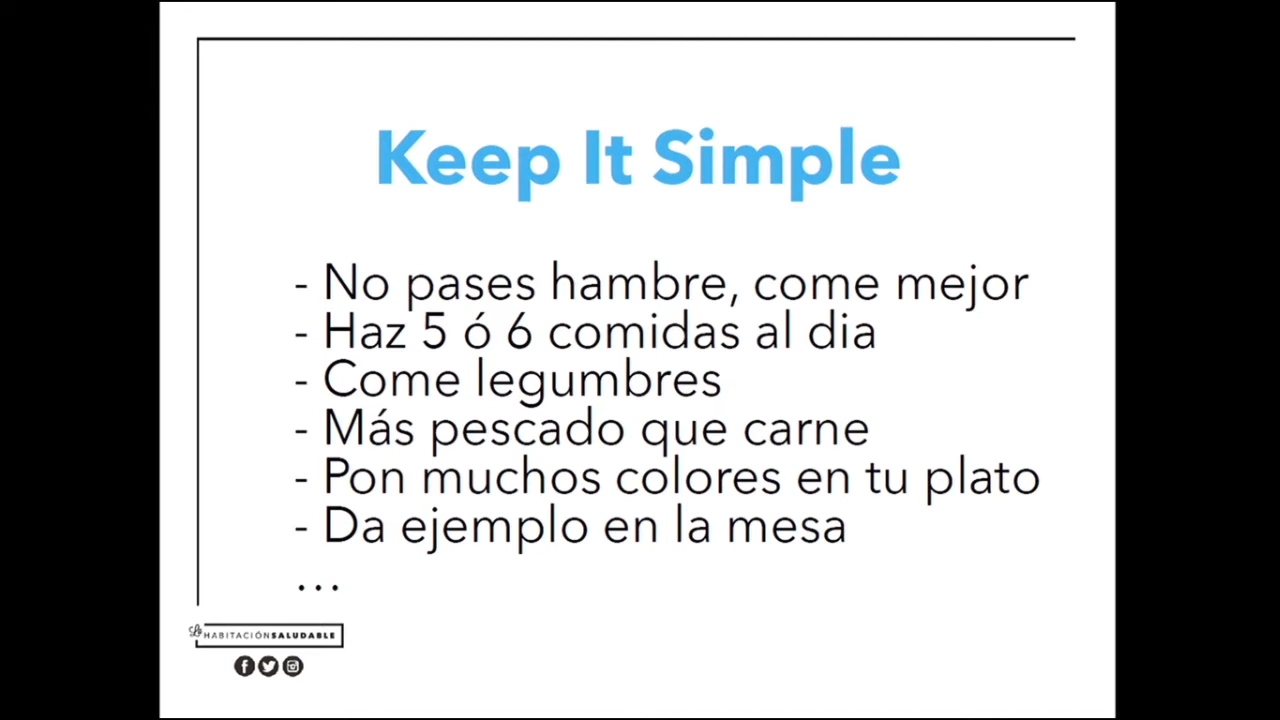 Keep It Simple
- No pases hambre, come mejor
- Haz 5 ó 6 comidas al dia
- Come legumbres
- Más pescado que carne
- Pon muchos colores en tu plato
- Da ejemplo en la mesa
...
La HABITACIÓNSALUDABLE